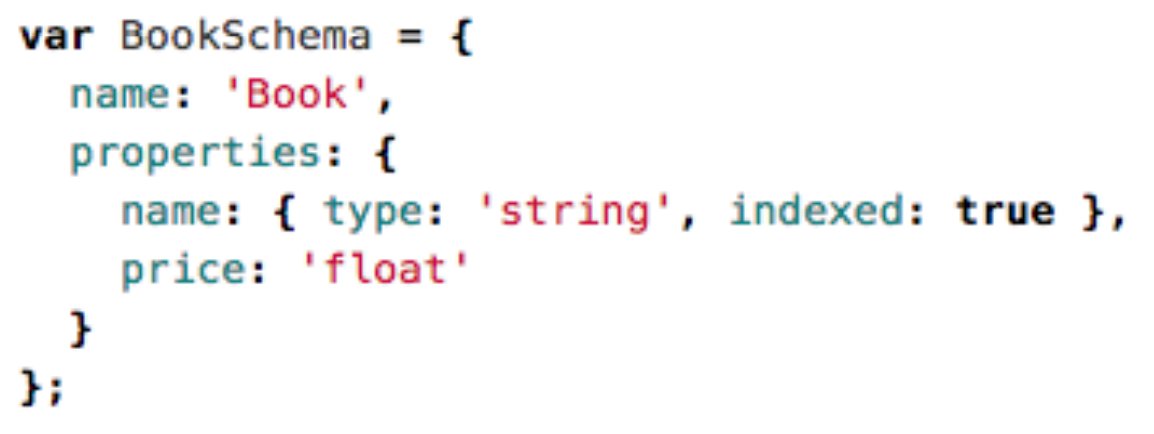 var BookSchema = {
  name: 'Book',
  properties: {
    name: { type: 'string', indexed: true },
    price: 'float'
  }
};